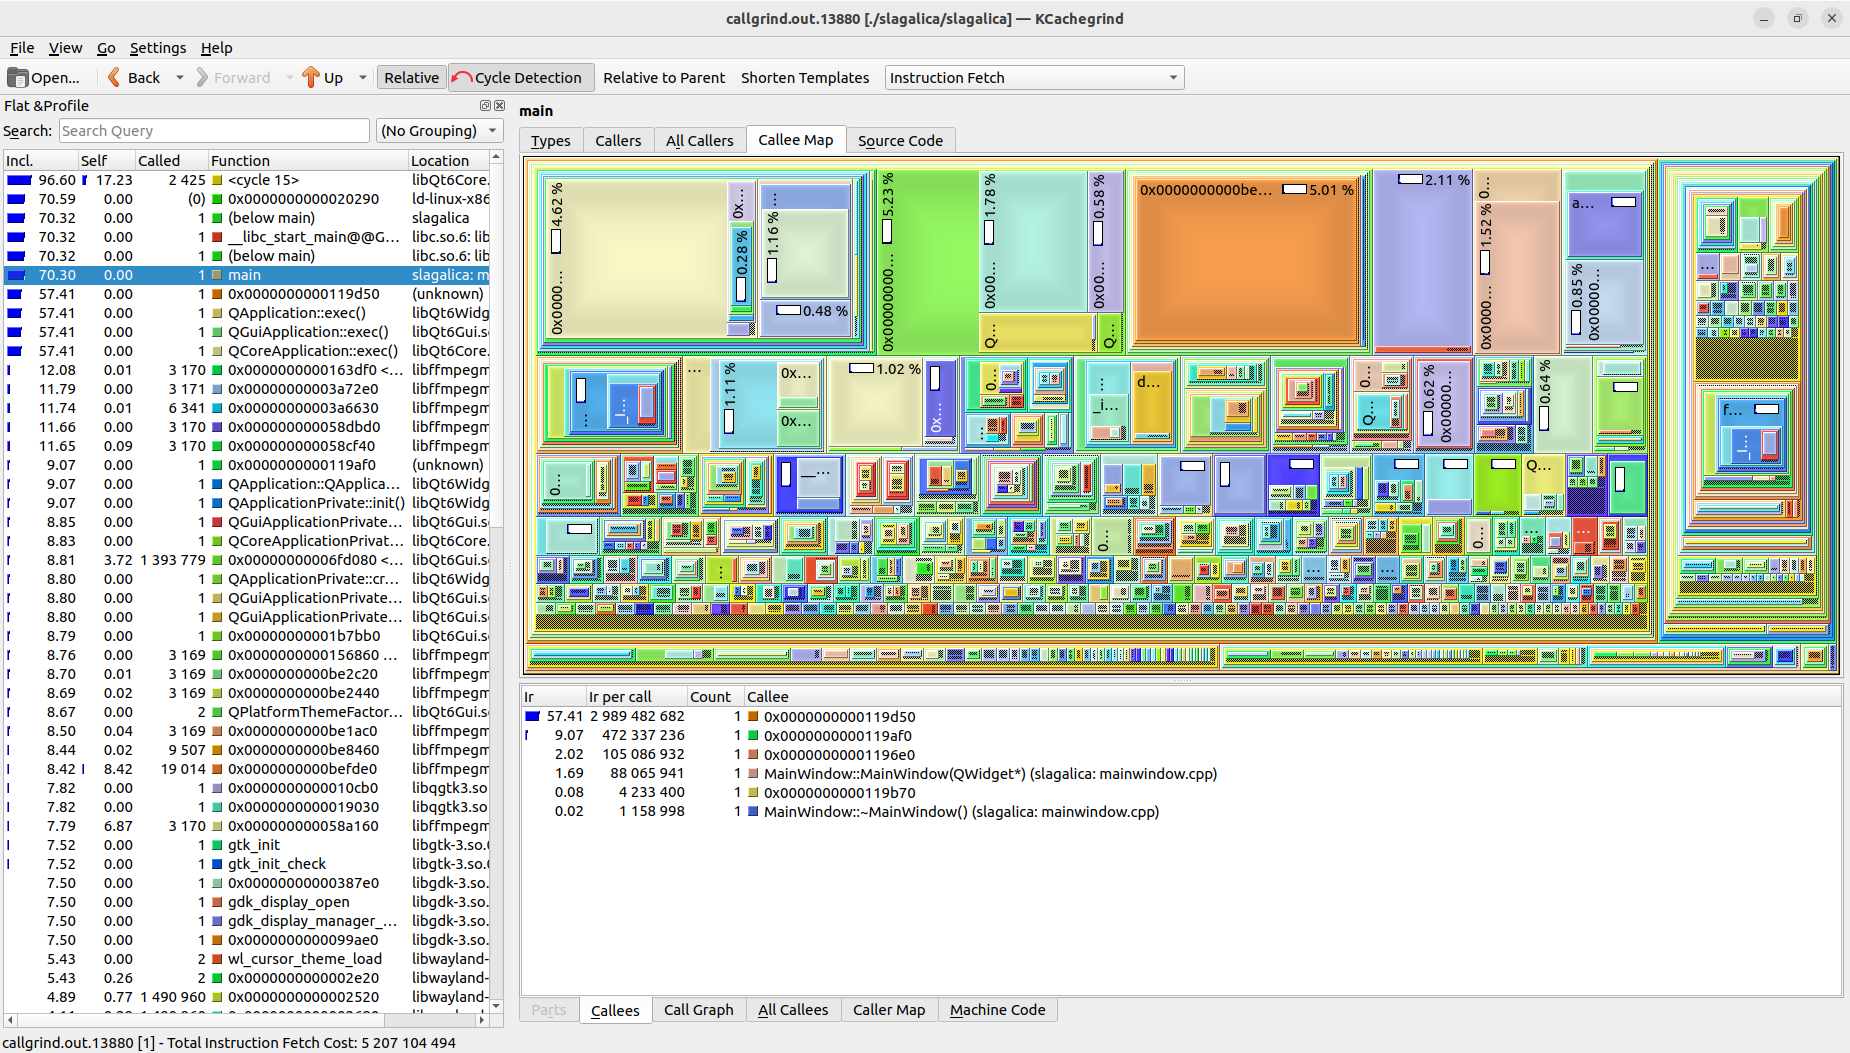 callgrind.out.13880 [./slagalica/slagalica] — KCachegrind
File View Go Settings Help
Open... Back Forward Up Relative Cycle Detection Relative to Parent Shorten Templates Instruction Fetch
Flat &Profile
Search: Search Query (No Grouping)
Incl. Self Called Function Location
96.60 17.23 2 425 <cycle 15> libQt6Core.
70.59 0.00 (0) 0x0000000000020290 ld-linux-x86
70.32 0.00 1 (below main) slagalica
70.32 0.00 1 __libc_start_main@@G... libc.so.6: lib
70.32 0.00 1 (below main) libc.so.6: lib
70.30 0.00 1 main slagalica: m
57.41 0.00 1 0x0000000000119d50 (unknown)
57.41 0.00 1 QApplication::exec() libQt6Widg
57.41 0.00 1 QGuiApplication::exec() libQt6Gui.s
57.41 0.00 1 QCoreApplication::exec() libQt6Core.
12.08 0.01 3 170 0x0000000000163df0 <... libffmpegm
11.79 0.00 3 171 0x00000000003a72e0 libffmpegm
11.74 0.01 6 341 0x00000000003a6630 libffmpegm
11.66 0.00 3 170 0x000000000058dbd0 libffmpegm
11.65 0.09 3 170 0x000000000058cf40 libffmpegm
9.07 0.00 1 0x0000000000119af0 (unknown)
9.07 0.00 1 QApplication::QApplica... libQt6Widg
9.07 0.00 1 QApplicationPrivate::init() libQt6Widg
8.85 0.00 1 QGuiApplicationPrivate... libQt6Gui.s
8.83 0.00 1 QCoreApplicationPrivat... libQt6Core.
8.81 3.72 1 393 779 0x00000000006fd080 <... libQt6Gui.s
8.80 0.00 1 QApplicationPrivate::cr... libQt6Widg
8.80 0.00 1 QGuiApplicationPrivate... libQt6Gui.s
8.80 0.00 1 QGuiApplicationPrivate... libQt6Gui.s
8.79 0.00 1 0x00000000001b7bb0 libQt6Gui.s
8.76 0.00 3 169 0x0000000000156860 ... libffmpegm
8.70 0.01 3 169 0x0000000000be2c20 libffmpegm
8.69 0.02 3 169 0x0000000000be2440 libffmpegm
8.67 0.00 2 QPlatformThemeFactor... libQt6Gui.s
8.50 0.04 3 169 0x0000000000be1ac0 libffmpegm
8.44 0.02 9 507 0x0000000000be8460 libffmpegm
8.42 8.42 19 014 0x0000000000befde0 libffmpegm
7.82 0.00 1 0x0000000000010cb0 libqgtk3.so
7.82 0.00 1 0x0000000000019030 libqgtk3.so
7.79 6.87 3 170 0x000000000058a160 libffmpegm
7.52 0.00 1 gtk_init libgtk-3.so.
7.52 0.00 1 gtk_init_check libgtk-3.so.
7.50 0.00 1 0x00000000000387e0 libgdk-3.so.
7.50 0.00 1 gdk_display_open libgdk-3.so.
7.50 0.00 1 gdk_display_manager_... libgdk-3.so.
7.50 0.00 1 0x0000000000099ae0 libgdk-3.so.
5.43 0.00 2 wl_cursor_theme_load libwayland-
5.43 0.26 2 0x0000000000002e20 libwayland-
4.89 0.77 1 490 960 0x0000000000002520 libwayland-
callgrind.out.13880 [1] - Total Instruction Fetch Cost: 5 207 104 494
main
Types Callers All Callers Callee Map Source Code
0x0000... 4.62 %
0x...
0.28 %
...
1.16 %
0.48 %
0x00000000000... 5.23 %
0x00... 1.78 %
0x00... 0.58 %
Q...
Q...
0x0000000000be... 5.01 %
2.11 %
0...
0x0000... 1.52 %
a...
0.85 %
0x00000...
...
1.11 %
0x...
0x...
1.02 %
0x...
0...
d...
_i...
0...
Q...
0.62 %
0x00000...
0.64 %
f...
0...
__...
Q...
0...
0...
Ir Ir per call Count Callee
57.41 2 989 482 682 1 0x0000000000119d50
9.07 472 337 236 1 0x0000000000119af0
2.02 105 086 932 1 0x00000000001196e0
1.69 88 065 941 1 MainWindow::MainWindow(QWidget*) (slagalica: mainwindow.cpp)
0.08 4 233 400 1 0x0000000000119b70
0.02 1 158 998 1 MainWindow::~MainWindow() (slagalica: mainwindow.cpp)
Parts Callees Call Graph All Callees Caller Map Machine Code